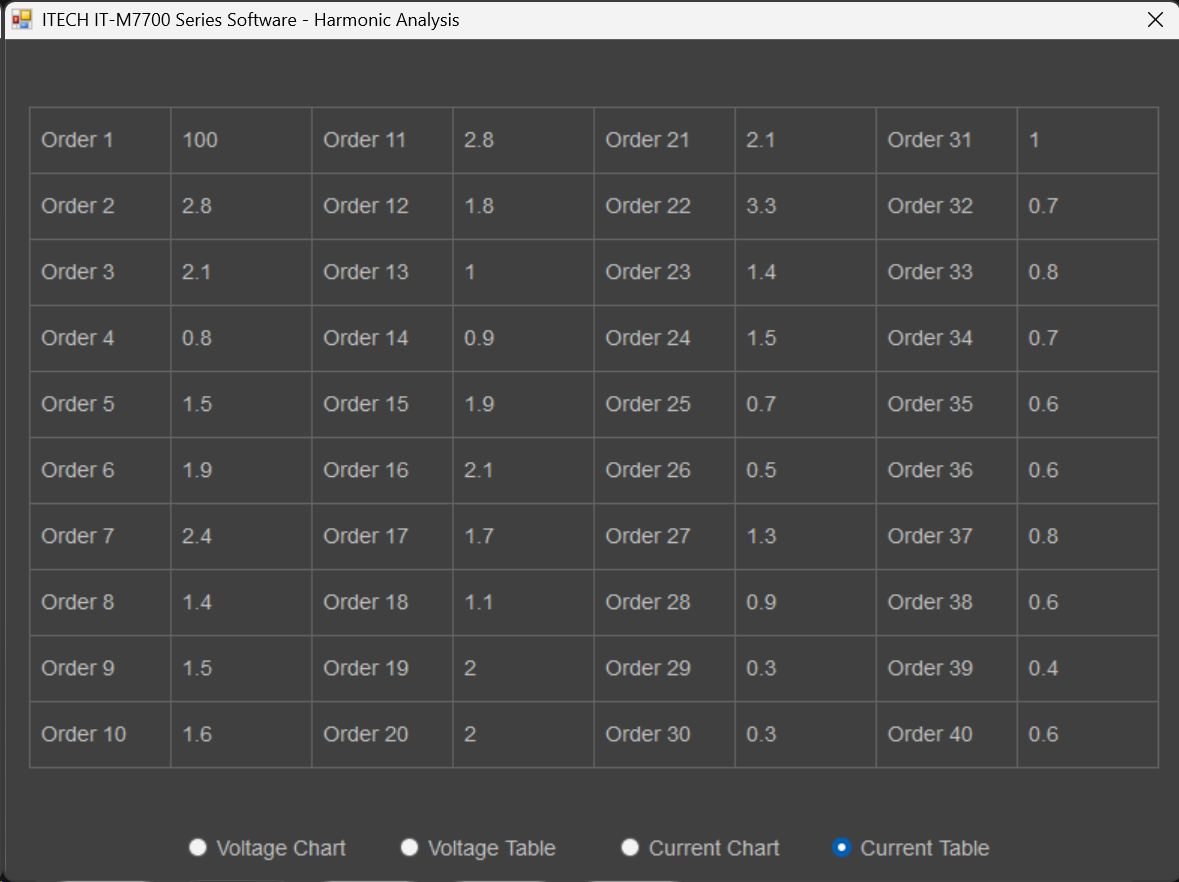 ITECH IT-M7700 Series Software - Harmonic Analysis
Order 1 100 Order 11 2.8 Order 21 2.1 Order 31 1
Order 2 2.8 Order 12 1.8 Order 22 3.3 Order 32 0.7
Order 3 2.1 Order 13 1 Order 23 1.4 Order 33 0.8
Order 4 0.8 Order 14 0.9 Order 24 1.5 Order 34 0.7
Order 5 1.5 Order 15 1.9 Order 25 0.7 Order 35 0.6
Order 6 1.9 Order 16 2.1 Order 26 0.5 Order 36 0.6
Order 7 2.4 Order 17 1.7 Order 27 1.3 Order 37 0.8
Order 8 1.4 Order 18 1.1 Order 28 0.9 Order 38 0.6
Order 9 1.5 Order 19 2 Order 29 0.3 Order 39 0.4
Order 10 1.6 Order 20 2 Order 30 0.3 Order 40 0.6
Voltage Chart Voltage Table Current Chart Current Table